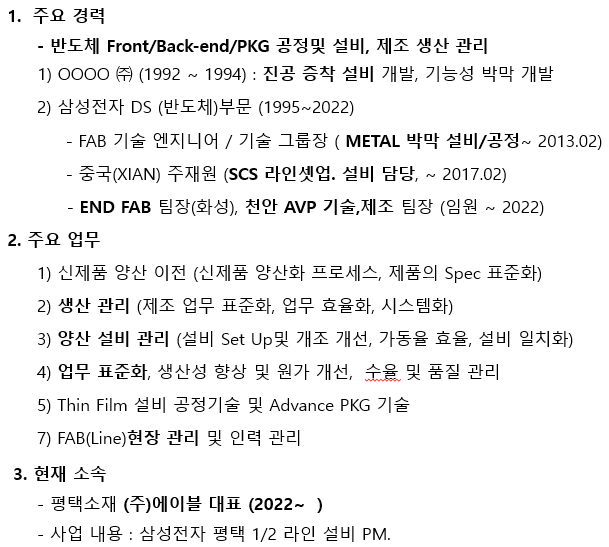 1. 주요 경력
- 반도체 Front/Back-end/PKG 공정및 설비, 제조 생산 관리
1) OOOO ㈜ (1992 ~ 1994) : 진공 증착 설비 개발, 기능성 박막 개발
2) 삼성전자 DS (반도체)부문 (1995~2022)
- FAB 기술 엔지니어 / 기술 그룹장 ( METAL 박막 설비/공정~ 2013.02)
- 중국(XIAN) 주재원 (SCS 라인셋업. 설비 담당, ~ 2017.02)
- END FAB 팀장(화성), 천안 AVP 기술,제조 팀장 (임원 ~ 2022)
2. 주요 업무
1) 신제품 양산 이전 (신제품 양산화 프로세스, 제품의 Spec 표준화)
2) 생산 관리 (제조 업무 표준화, 업무 효율화, 시스템화)
3) 양산 설비 관리 (설비 Set Up및 개조 개선, 가동율 효율, 설비 일치화)
4) 업무 표준화, 생산성 향상 및 원가 개선, 수율 및 품질 관리
5) Thin Film 설비 공정기술 및 Advance PKG 기술
7) FAB(Line)현장 관리 및 인력 관리
3. 현재 소속
- 평택소재 (주)에이블 대표 (2022~ )
- 사업 내용 : 삼성전자 평택 1/2 라인 설비 PM.